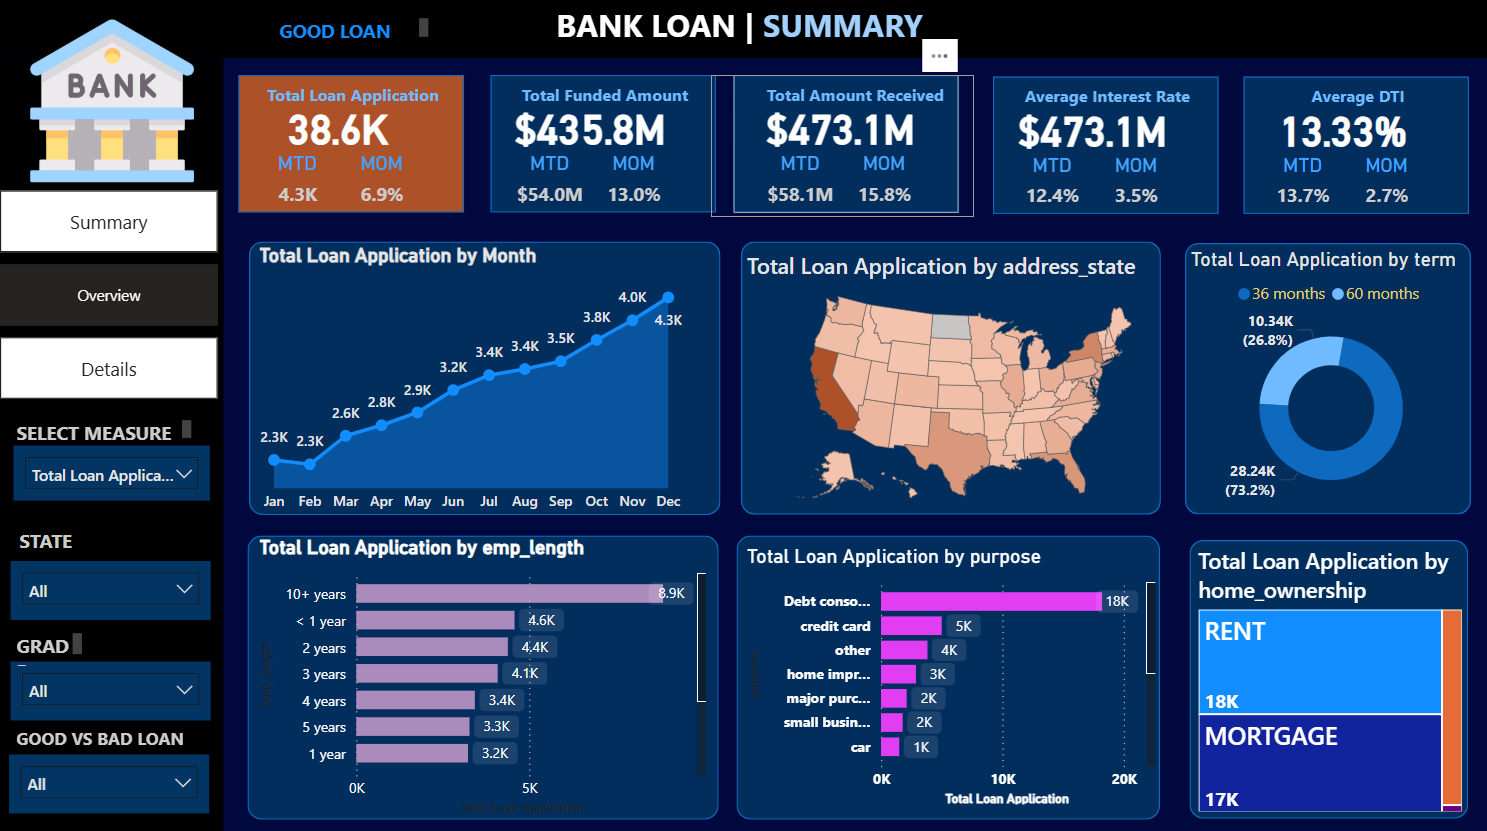 BANK LOAN | SUMMARY
GOOD LOAN
BANK
Summary
Overview
Details
SELECT MEASURE
Total Loan Applica...
STATE
All
GRAD
All
GOOD VS BAD LOAN
All
Total Loan Application
38.6K
MTD MOM
4.3K 6.9%
Total Funded Amount
$435.8M
MTD MOM
$54.0M 13.0%
Total Amount Received
$473.1M
MTD MOM
$58.1M 15.8%
Average Interest Rate
$473.1M
MTD MOM
12.4% 3.5%
Average DTI
13.33%
MTD MOM
13.7% 2.7%
Total Loan Application by Month
2.3K 2.3K 2.6K 2.8K 2.9K 3.2K 3.4K 3.4K 3.5K 3.8K 4.0K 4.3K
Jan Feb Mar Apr May Jun Jul Aug Sep Oct Nov Dec
Total Loan Application by address_state
Total Loan Application by term
36 months 60 months
10.34K
(26.8%)
28.24K
(73.2%)
Total Loan Application by emp_length
10+ years 8.9K
< 1 year 4.6K
2 years 4.4K
3 years 4.1K
4 years 3.4K
5 years 3.3K
1 year 3.2K
0K 5K
Total Loan Application by purpose
Debt conso... 18K
credit card 5K
other 4K
home impr... 3K
major purc... 2K
small busin... 2K
car 1K
0K 10K 20K
Total Loan Application
Total Loan Application by
home_ownership
RENT
18K
MORTGAGE
17K